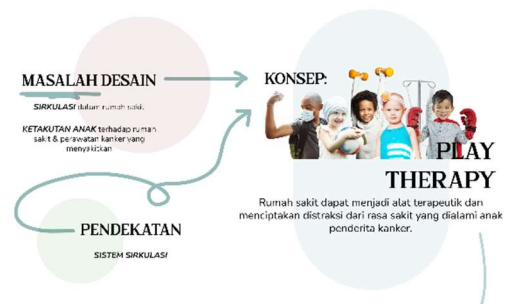 MASALAH DESAIN
SIRKULASI dalam rumah sakit
KETAKUTAN ANAK terhadap rumah
sakit & perawatan kanker yang
menyakitkan
PENDEKATAN
SISTEM SIRKULASI
KONSEP:
PLAY
THERAPY
Rumah sakit dapat menjadi alat terapeutik dan
menciptakan distraksi dari rasa sakit yang dialami anak
penderita kanker.